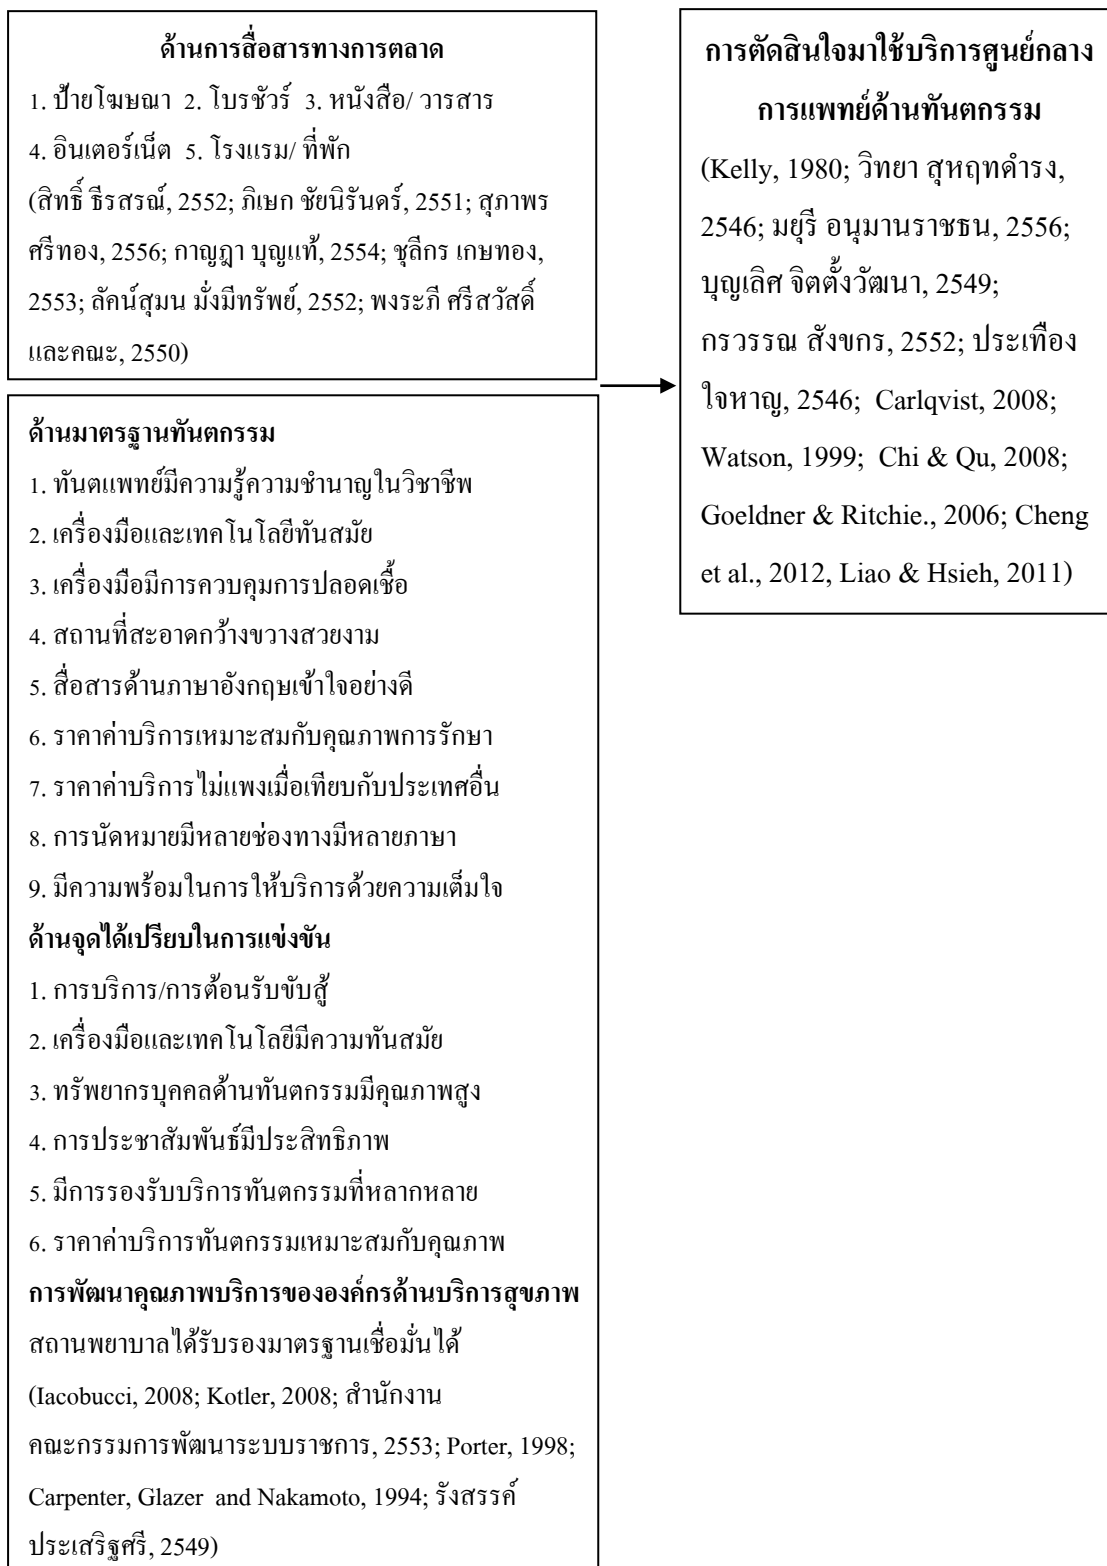 ด้านการสื่อสารทางการตลาด
1. ป้ายโฆษณา 2. โบรชัวร์ 3. หนังสือ/ วารสาร
4. อินเตอร์เน็ต 5. โรงแรม/ ที่พัก
(สิทธิ์ ธีรสรณ์, 2552; ภิเษก ชัยนิรันดร์, 2551; สุภาพร
ศรีทอง, 2556; กาญฎา บุญแท้, 2554; ชุลีกร เกษทอง,
2553; ลัคน์สุมน มั่งมีทรัพย์, 2552; พงระภี ศรีสวัสดิ์
และคณะ, 2550)
ด้านมาตรฐานทันตกรรม
1. ทันตแพทย์มีความรู้ความชำนาญในวิชาชีพ
2. เครื่องมือและเทคโนโลยีทันสมัย
3. เครื่องมือมีการควบคุมการปลอดเชื้อ
4. สถานที่สะอาดกว้างขวางสวยงาม
5. สื่อสารด้านภาษาอังกฤษเข้าใจอย่างดี
6. ราคาค่าบริการเหมาะสมกับคุณภาพการรักษา
7. ราคาค่าบริการไม่แพงเมื่อเทียบกับประเทศอื่น
8. การนัดหมายมีหลายช่องทางมีหลายภาษา
9. มีความพร้อมในการให้บริการด้วยความเต็มใจ
ด้านจุดได้เปรียบในการแข่งขัน
1. การบริการ/การต้อนรับขับสู้
2. เครื่องมือและเทคโนโลยีมีความทันสมัย
3. ทรัพยากรบุคคลด้านทันตกรรมมีคุณภาพสูง
4. การประชาสัมพันธ์มีประสิทธิภาพ
5. มีการรองรับบริการทันตกรรมที่หลากหลาย
6. ราคาค่าบริการทันตกรรมเหมาะสมกับคุณภาพ
การพัฒนาคุณภาพบริการขององค์กรด้านบริการสุขภาพ
สถานพยาบาลได้รับรองมาตรฐานเชื่อมั่นได้
(Iacobucci, 2008; Kotler, 2008; สำนักงาน
คณะกรรมการพัฒนาระบบราชการ, 2553; Porter, 1998;
Carpenter, Glazer and Nakamoto, 1994; รังสรรค์
ประเสริฐศรี, 2549)
การตัดสินใจมาใช้บริการศูนย์กลาง
การแพทย์ด้านทันตกรรม
(Kelly, 1980; วิทยา สุหฤทดำรง,
2546; มยุรี อนุมานราชธน, 2556;
บุญเลิศ จิตตั้งวัฒนา, 2549;
กรวรรณ สังขกร, 2552; ประเทือง
ใจหาญ, 2546; Carlqvist, 2008;
Watson, 1999; Chi & Qu, 2008;
Goeldner & Ritchie., 2006; Cheng
et al., 2012, Liao & Hsieh, 2011)